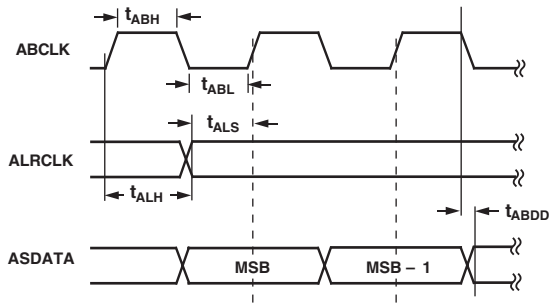 tABH
ABCLK
tABL
tALS
ALRCLK
tALH
tABDD
ASDATA
MSB
MSB – 1